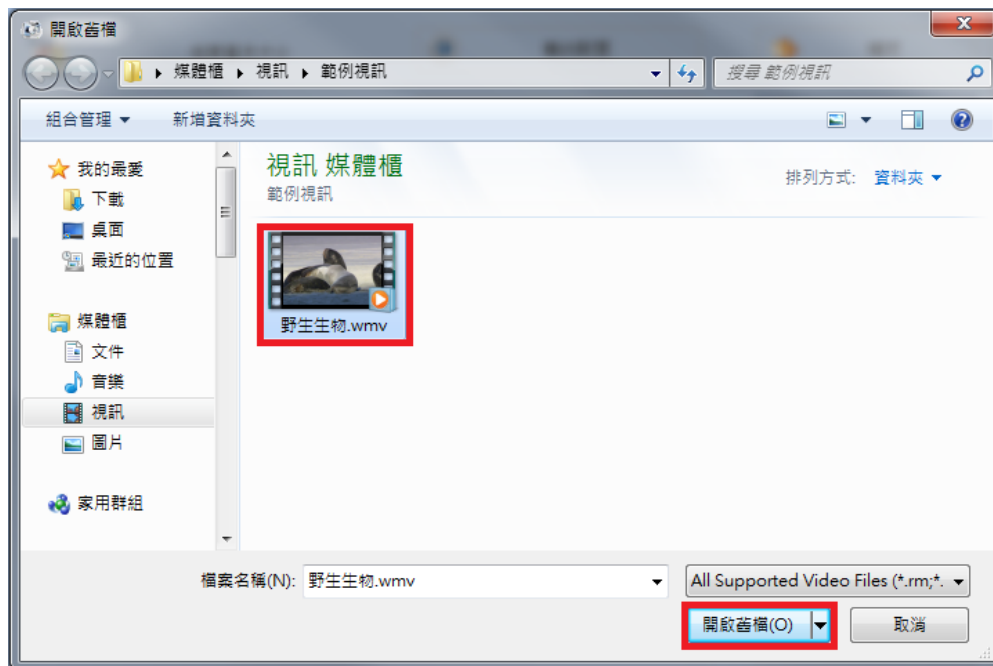 開啟舊檔
媒體櫃 ▸ 視訊 ▸ 範例視訊
搜尋 範例視訊
組合管理 新增資料夾
我的最愛
下載
桌面
最近的位置
媒體櫃
文件
音樂
視訊
圖片
家用群組
視訊 媒體櫃
範例視訊
排列方式: 資料夾
野生生物.wmv
檔案名稱(N): 野生生物.wmv
All Supported Video Files (*.rm;*.
開啟舊檔(O) 取消